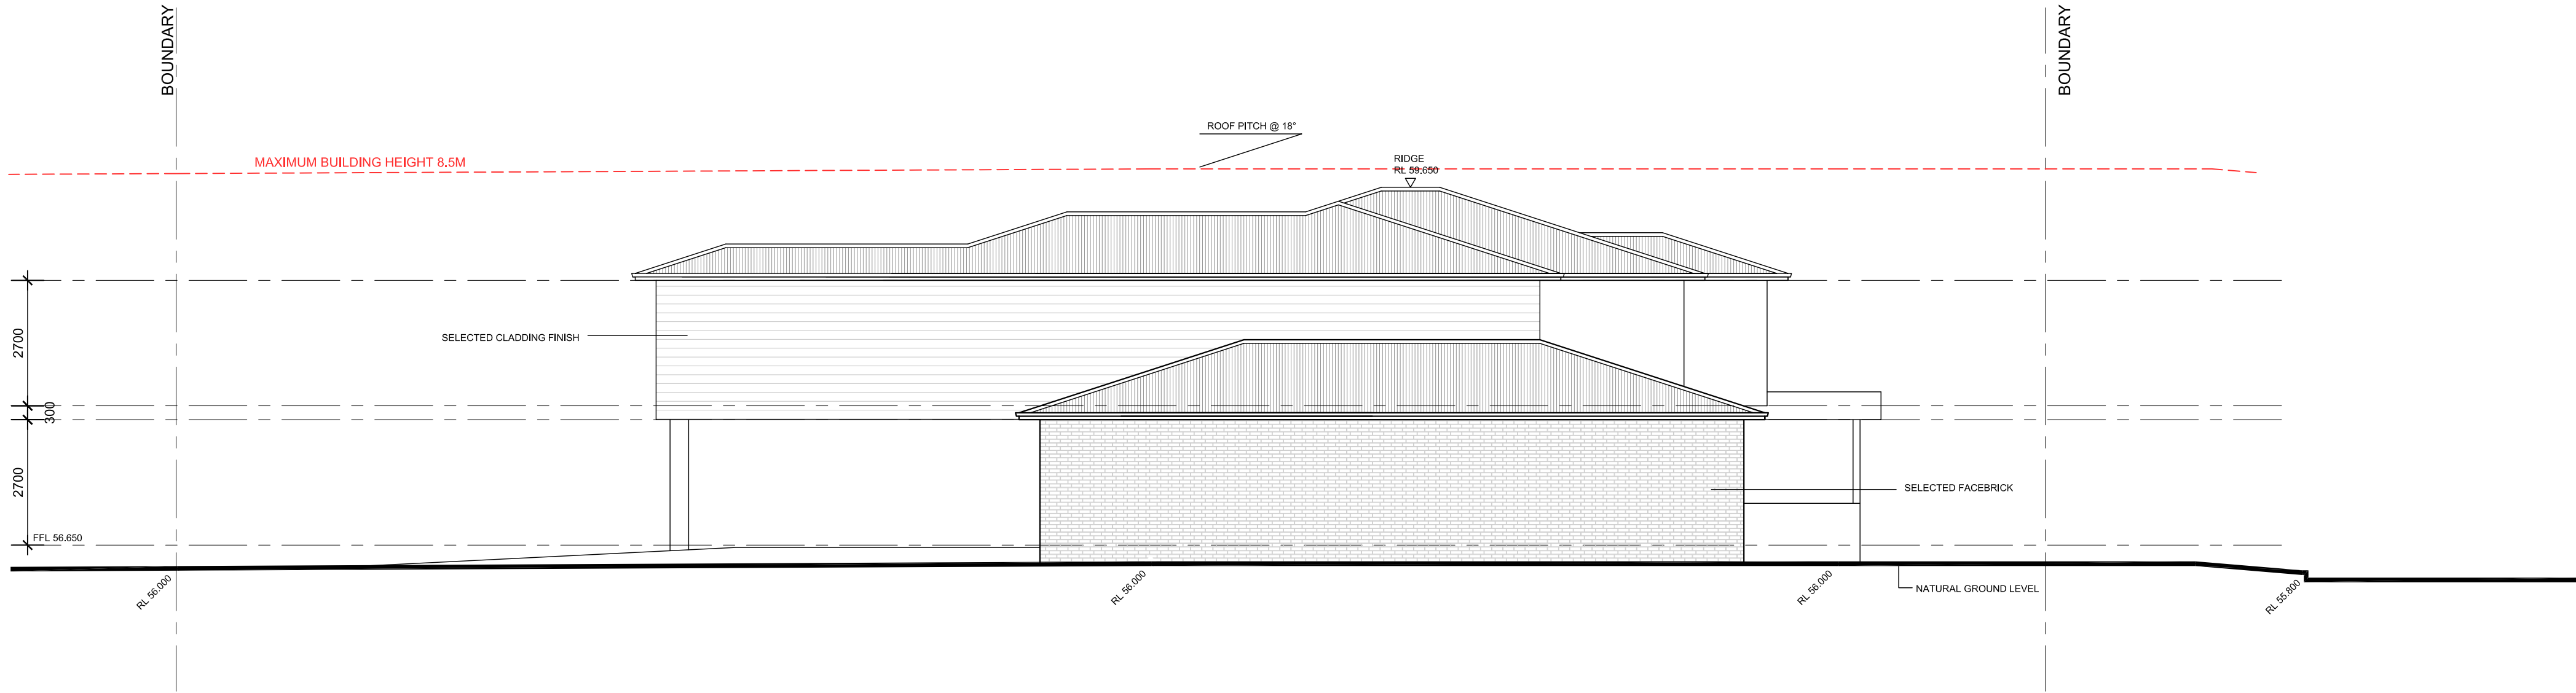 BOUNDARY
BOUNDARY
ROOF PITCH @ 18°
MAXIMUM BUILDING HEIGHT 8.5M
RIDGE
RL 59.650
2700
SELECTED CLADDING FINISH
300
2700
SELECTED FACEBRICK
FFL 56.650
RL 56.000
RL 56.000
RL 56.000
NATURAL GROUND LEVEL
RL 55.800